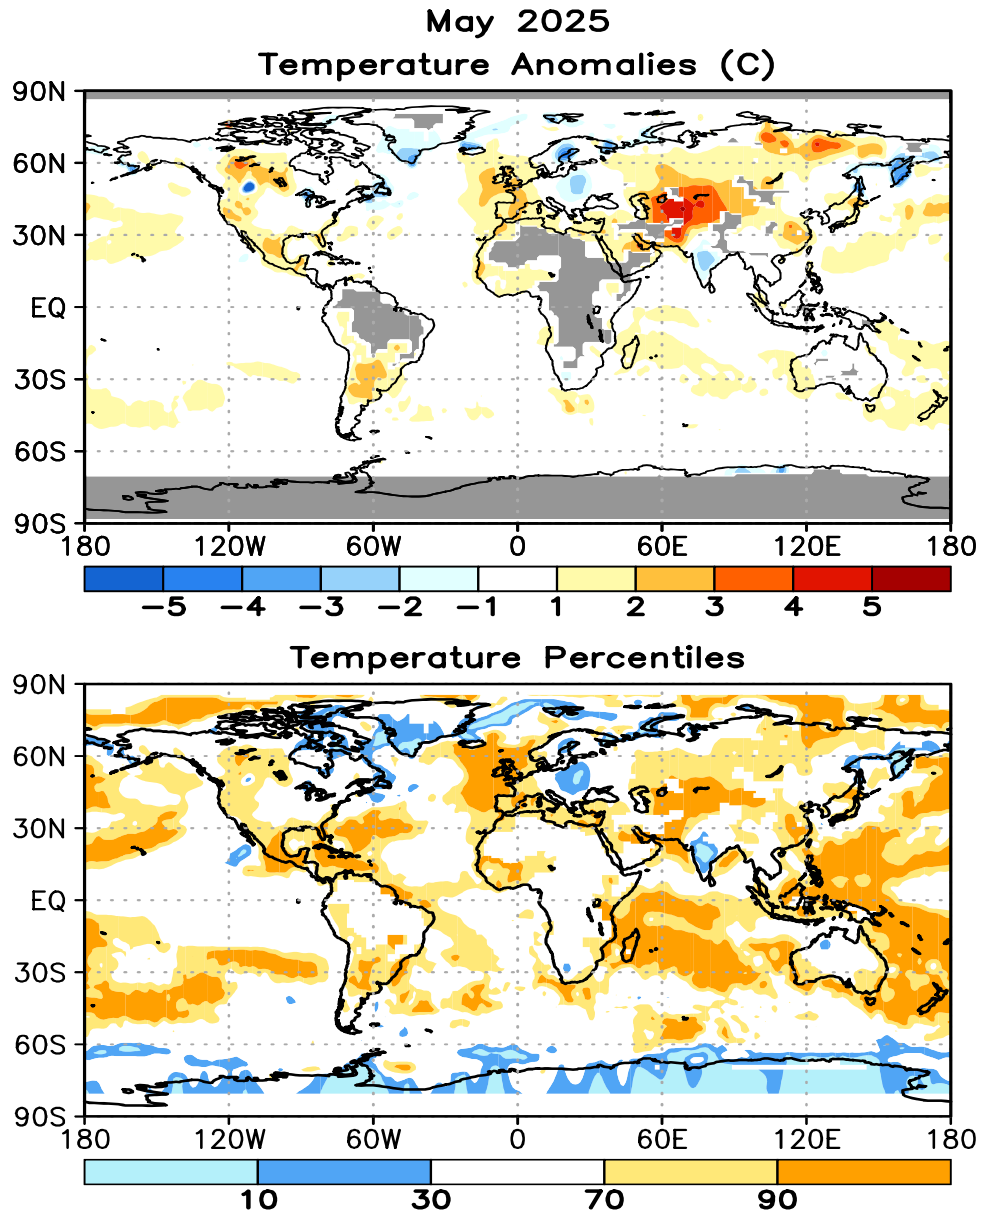 May 2025
Temperature Anomalies (C)
90N
60N
30N
EQ
30S
60S
90S
180 120W 60W 0 60E 120E 180
-5 -4 -3 -2 -1 1 2 3 4 5
Temperature Percentiles
90N
60N
30N
EQ
30S
60S
90S
180 120W 60W 0 60E 120E 180
10 30 70 90